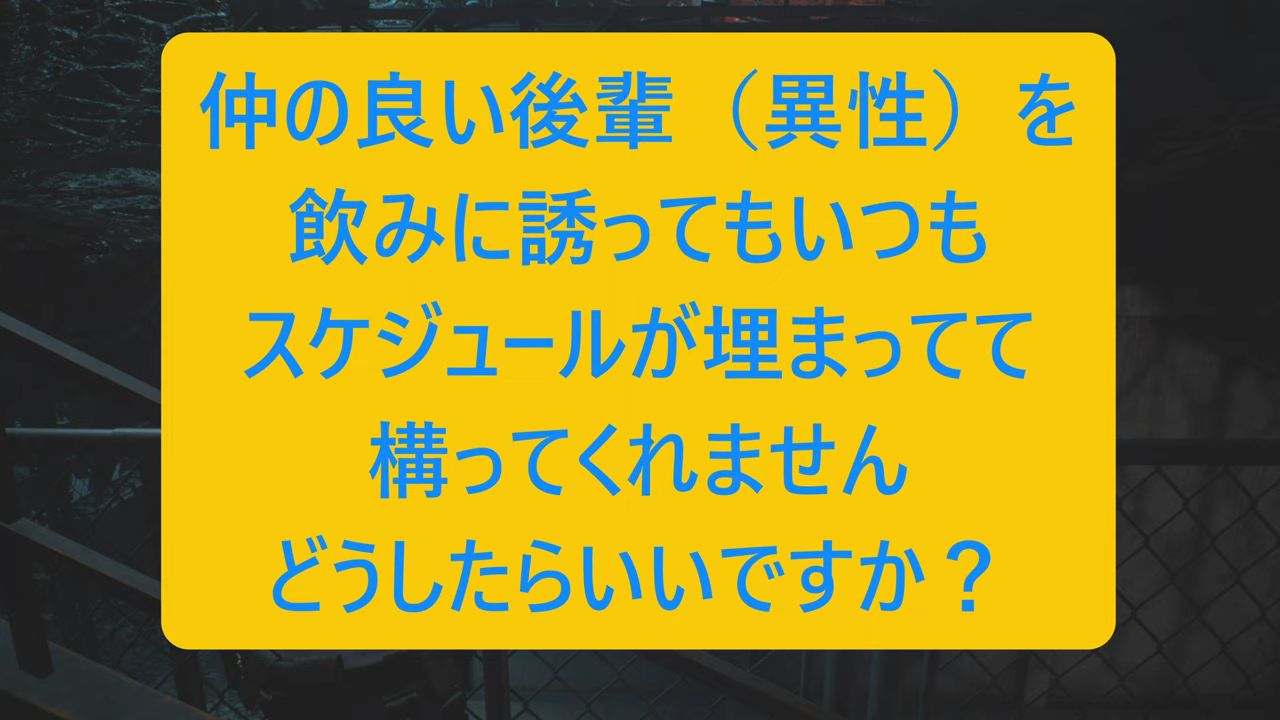 仲の良い後輩（異性）を
飲みに誘ってもいつも
スケジュールが埋まってて
構ってくれません
どうしたらいいですか？